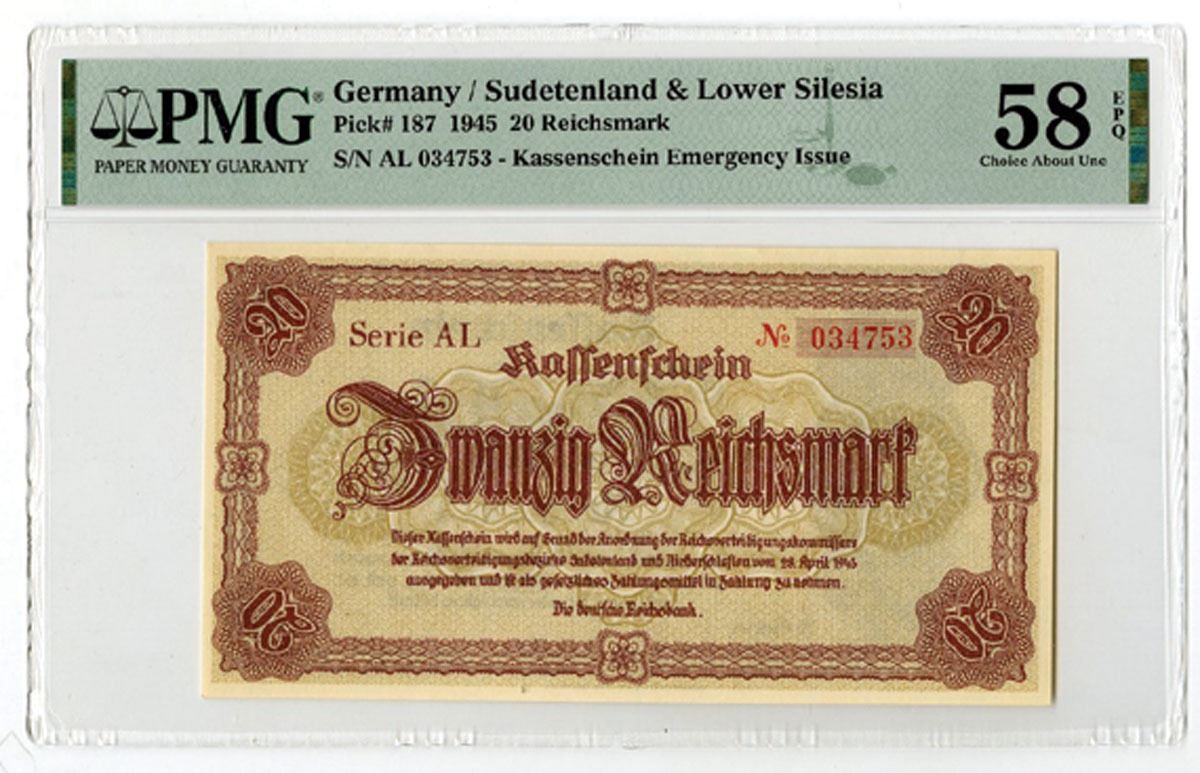 PMG®
PAPER MONEY GUARANTY
Germany / Sudetenland & Lower Silesia
Pick# 187 1945 20 Reichsmark
S/N AL 034753 - Kassenschein Emergency Issue
58
EPQ
Choice About Unc
20
20
Serie AL
№ 034753
Kassenschein
Zwanzig Reichsmark
Dieser Kassenschein wird auf Grund der Anordnung der Reichsverteidigungskommissare
der Reichsverteidigungsbezirke Sudetenland und Niederschlesien vom 28. April 1945
ausgegeben und ist als gesetzliches Zahlungsmittel in Zahlung zu nehmen.
Die deutsche Reichsbank.
20
20